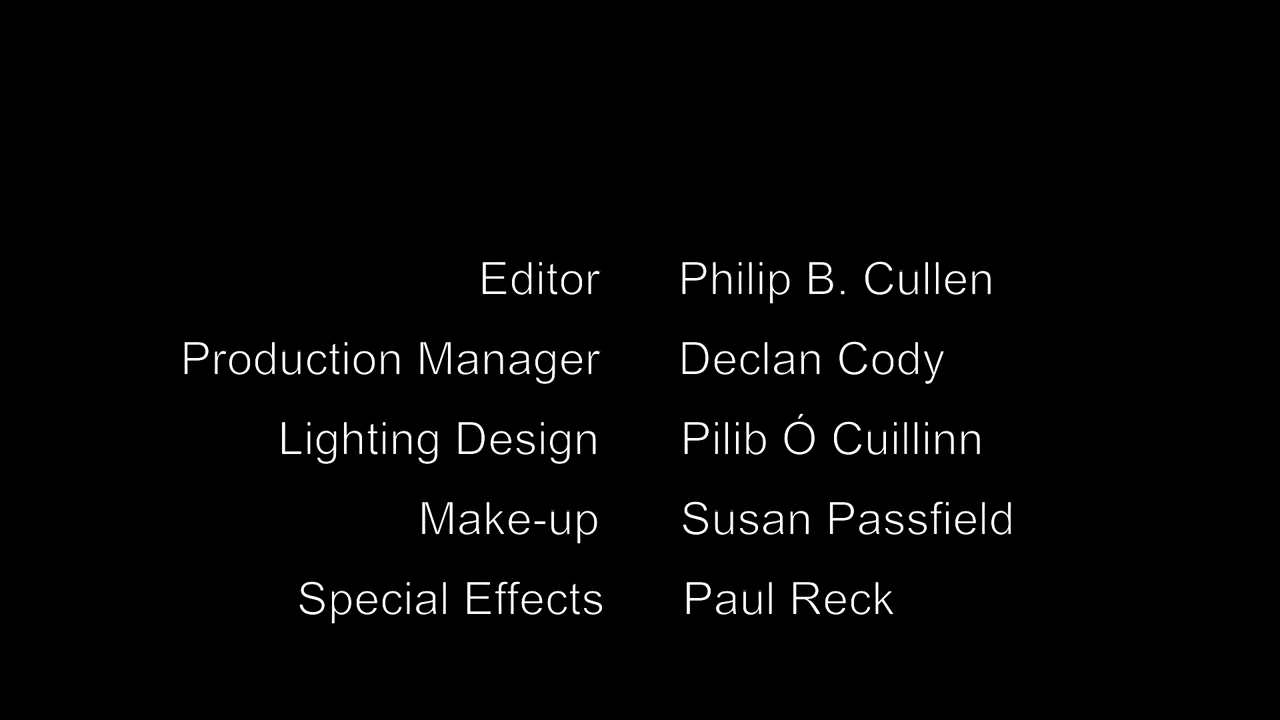 Editor Philip B. Cullen
Production Manager Declan Cody
Lighting Design Pilib Ó Cuillinn
Make-up Susan Passfield
Special Effects Paul Reck